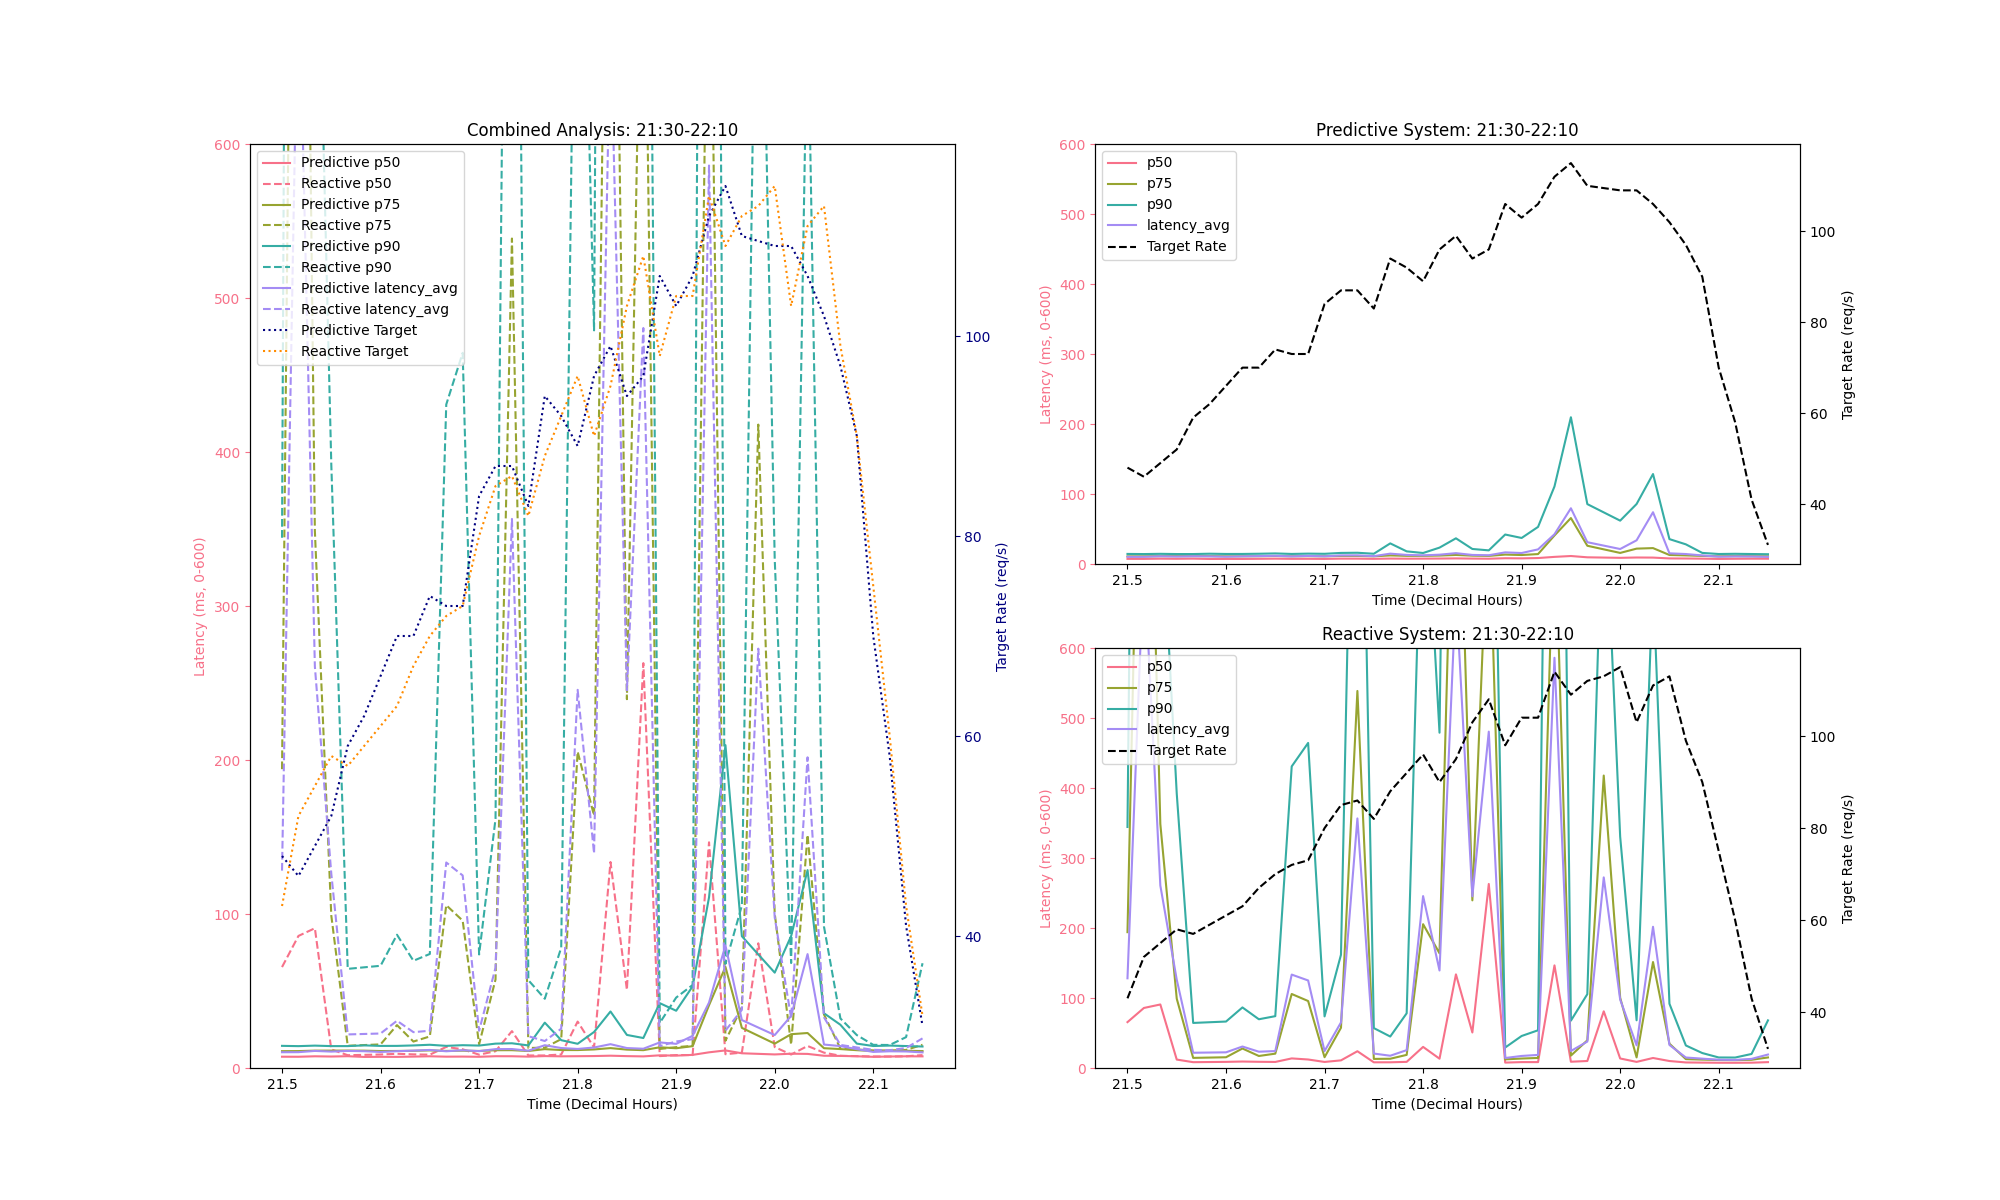 Combined Analysis: 21:30-22:10
600
500
400
300
200
100
0
Latency (ms, 0-600)
Predictive p50
Reactive p50
Predictive p75
Reactive p75
Predictive p90
Reactive p90
Predictive latency_avg
Reactive latency_avg
Predictive Target
Reactive Target
100
80
60
40
Target Rate (req/s)
21.5 21.6 21.7 21.8 21.9 22.0 22.1
Time (Decimal Hours)
Predictive System: 21:30-22:10
600
500
400
300
200
100
0
Latency (ms, 0-600)
p50
p75
p90
latency_avg
Target Rate
100
80
60
40
Target Rate (req/s)
21.5 21.6 21.7 21.8 21.9 22.0 22.1
Time (Decimal Hours)
Reactive System: 21:30-22:10
600
500
400
300
200
100
0
Latency (ms, 0-600)
p50
p75
p90
latency_avg
Target Rate
100
80
60
40
Target Rate (req/s)
21.5 21.6 21.7 21.8 21.9 22.0 22.1
Time (Decimal Hours)